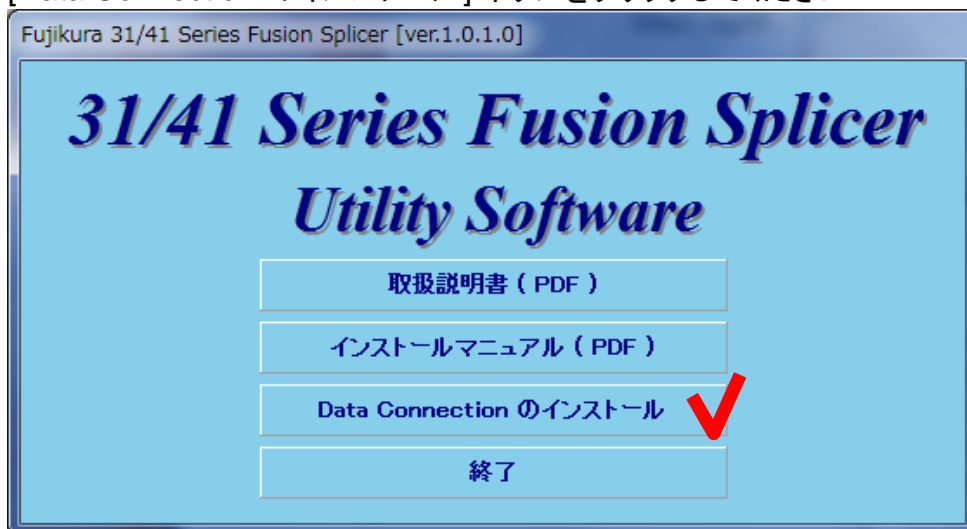 Fujikura 31/41 Series Fusion Splicer [ver.1.0.1.0]
31/41 Series Fusion Splicer
Utility Software
取扱説明書 ( PDF )
インストールマニュアル ( PDF )
Data Connection のインストール
終了